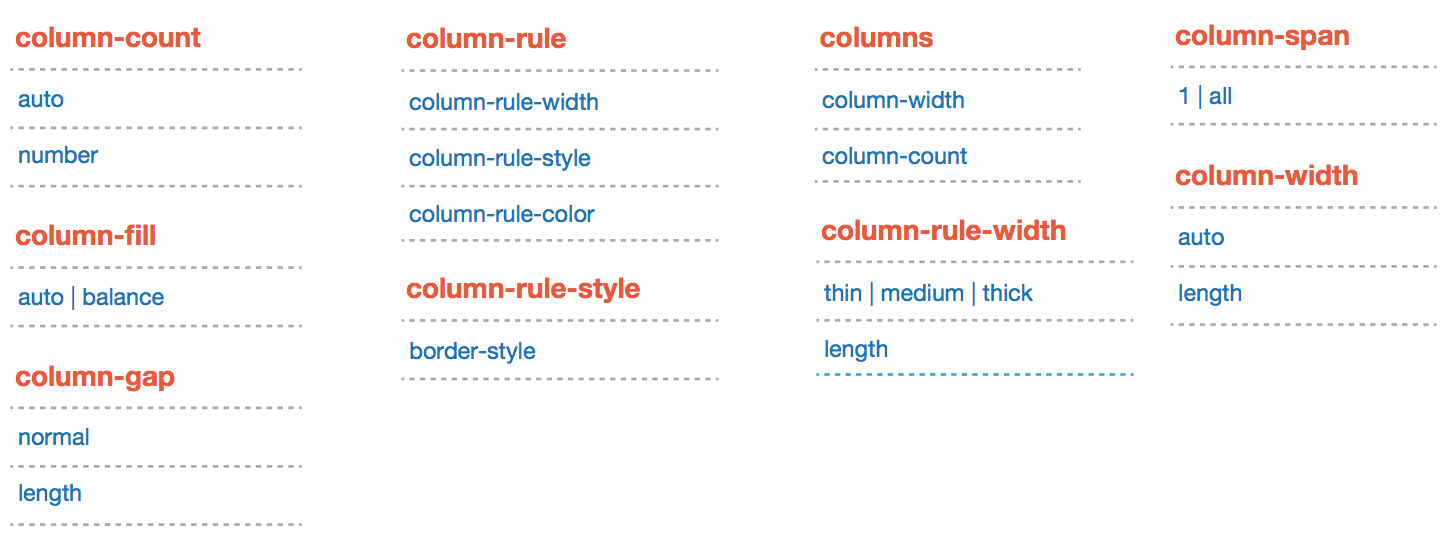 column-count
auto
number
column-fill
auto | balance
column-gap
normal
length
column-rule
column-rule-width
column-rule-style
column-rule-color
column-rule-style
border-style
columns
column-width
column-count
column-rule-width
thin | medium | thick
length
column-span
1 | all
column-width
auto
length